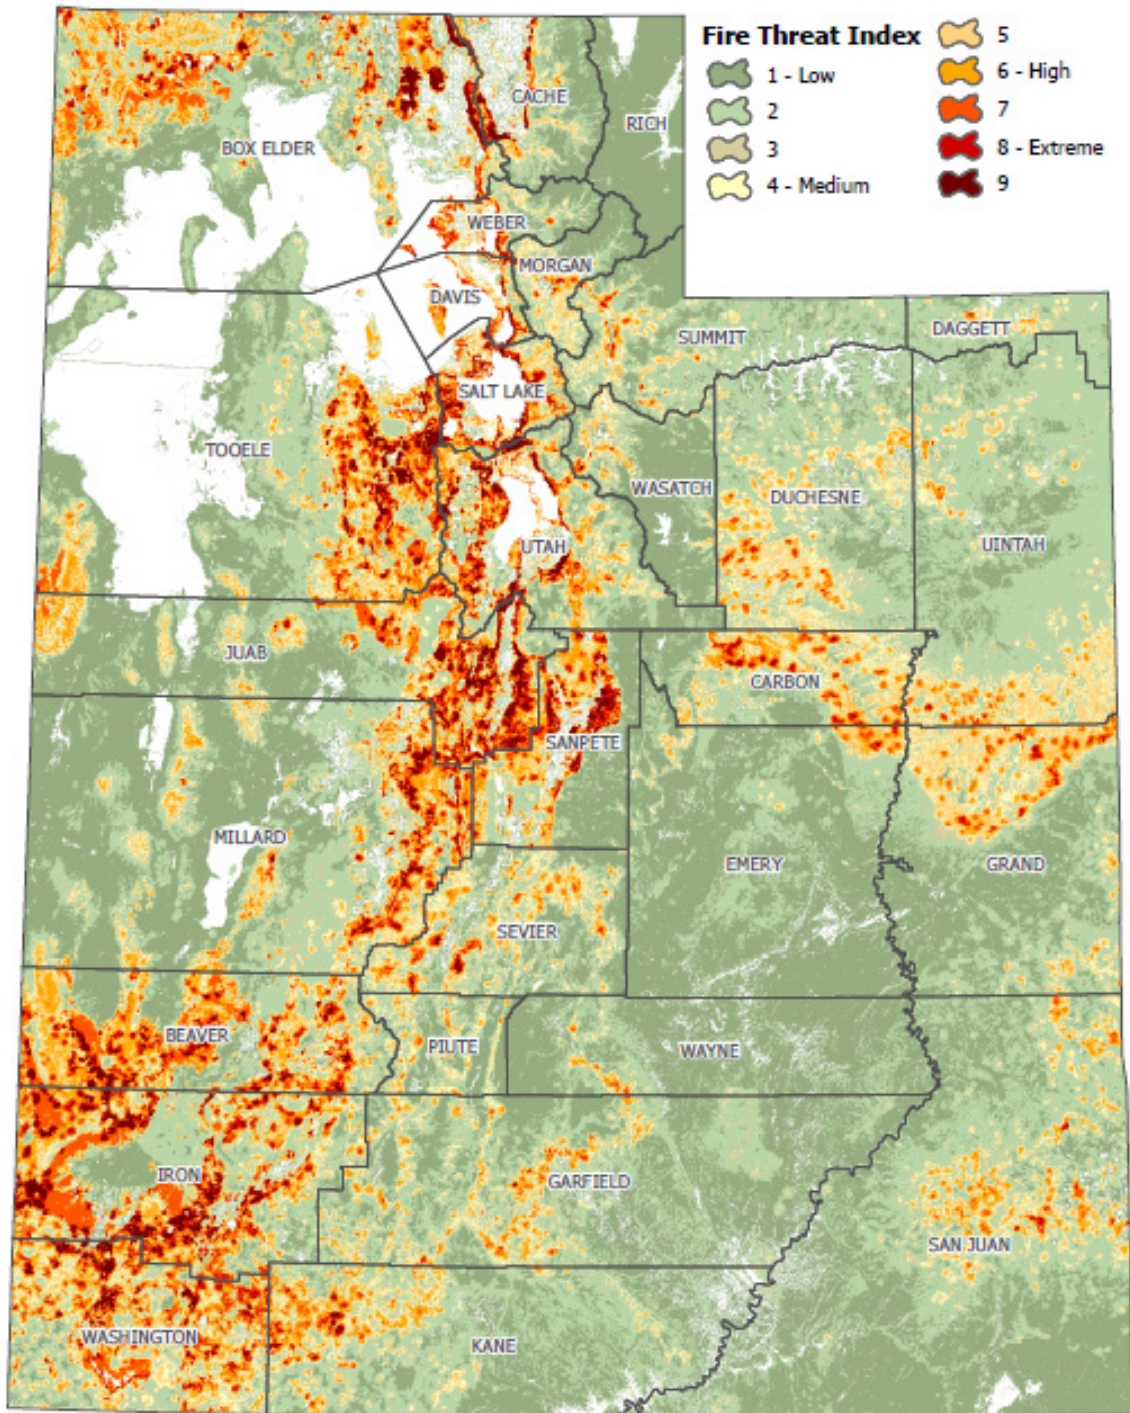 Fire Threat Index
1 - Low
2
3
4 - Medium
5
6 - High
7
8 - Extreme
9
CACHE
RICH
BOX ELDER
WEBER
MORGAN
DAVIS
SUMMIT
DAGGETT
SALT LAKE
TOOELE
WASATCH
DUCHESNE
UTAH
UINTAH
JUAB
CARBON
SANPETE
MILLARD
EMERY
GRAND
SEVIER
BEAVER
PIUTE
WAYNE
IRON
GARFIELD
SAN JUAN
WASHINGTON
KANE